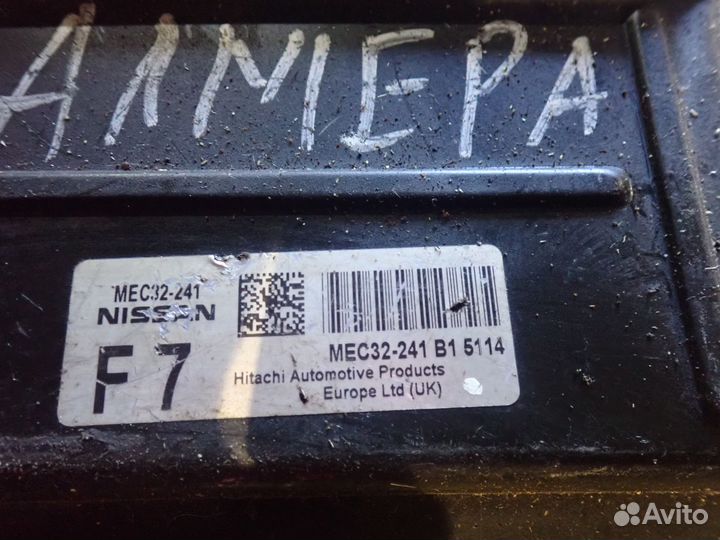 АЛМЕРА
MEC32-241
NISSAN
F7
MEC32-241 B1 5114
Hitachi Automotive Products
Europe Ltd (UK)
Avito